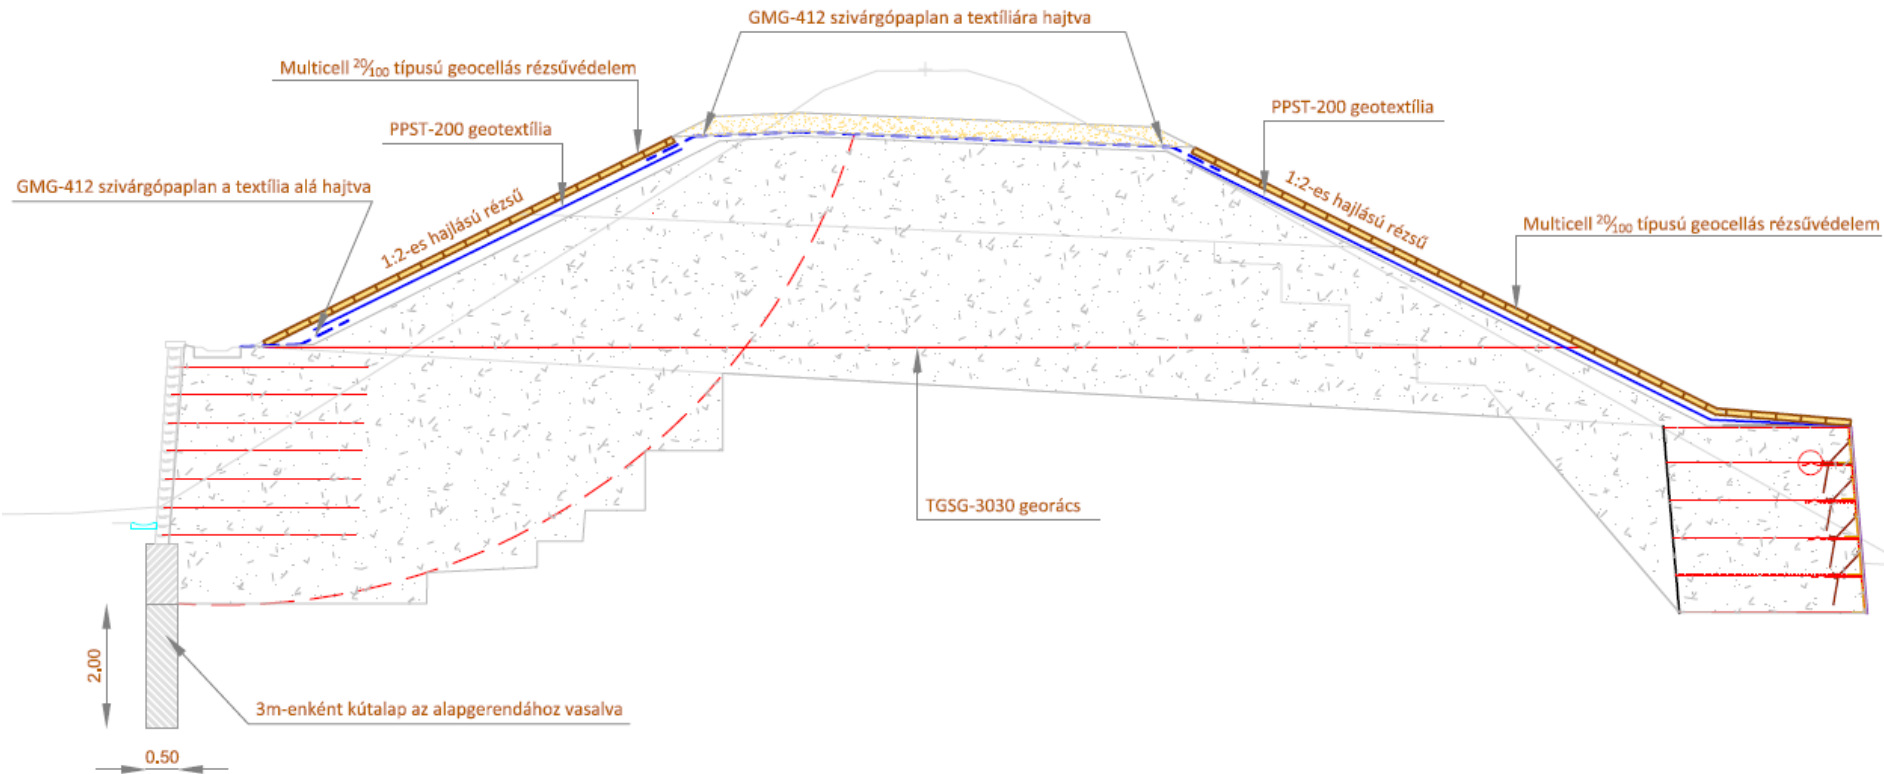 GMG-412 szivárgópaplan a textíliára hajtva
Multicell 20/100 típusú geocellás rézsűvédelem
PPST-200 geotextília
PPST-200 geotextília
GMG-412 szivárgópaplan a textília alá hajtva
1:2-es hajlású rézsű
1:2-es hajlású rézsű
Multicell 20/100 típusú geocellás rézsűvédelem
TGSG-3030 georács
2.00
3m-enként kútalap az alapgerendához vasalva
0.50